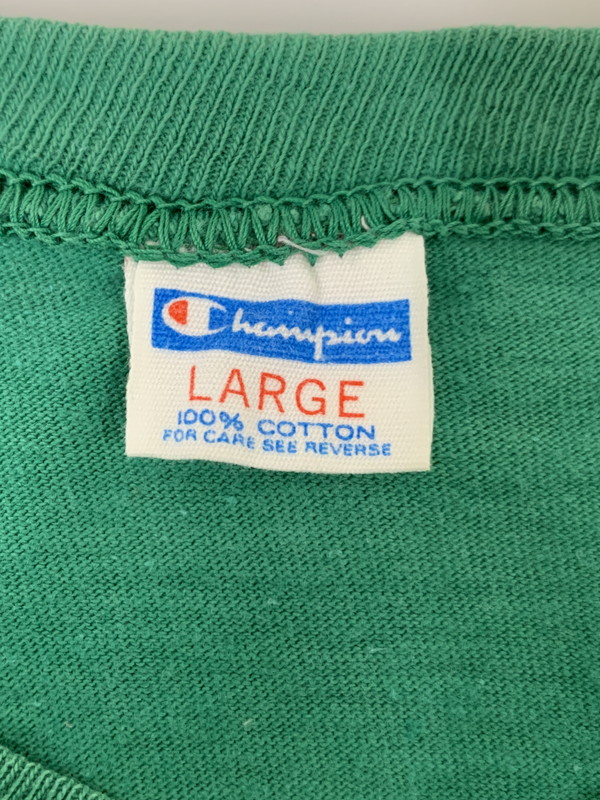 Champion
LARGE
100% COTTON
FOR CARE SEE REVERSE